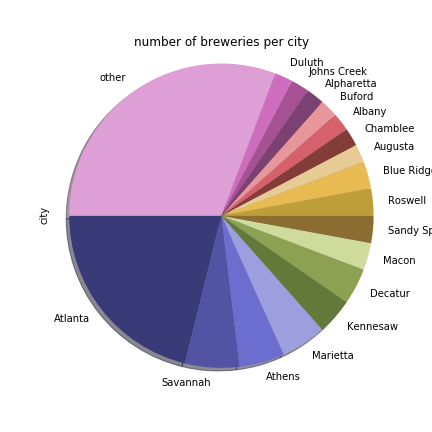 number of breweries per city
Duluth
other
Johns Creek
Alpharetta
Buford
Albany
Chamblee
Augusta
Blue Ridge
Roswell
city
Sandy Sp
Macon
Decatur
Atlanta
Kennesaw
Marietta
Athens
Savannah